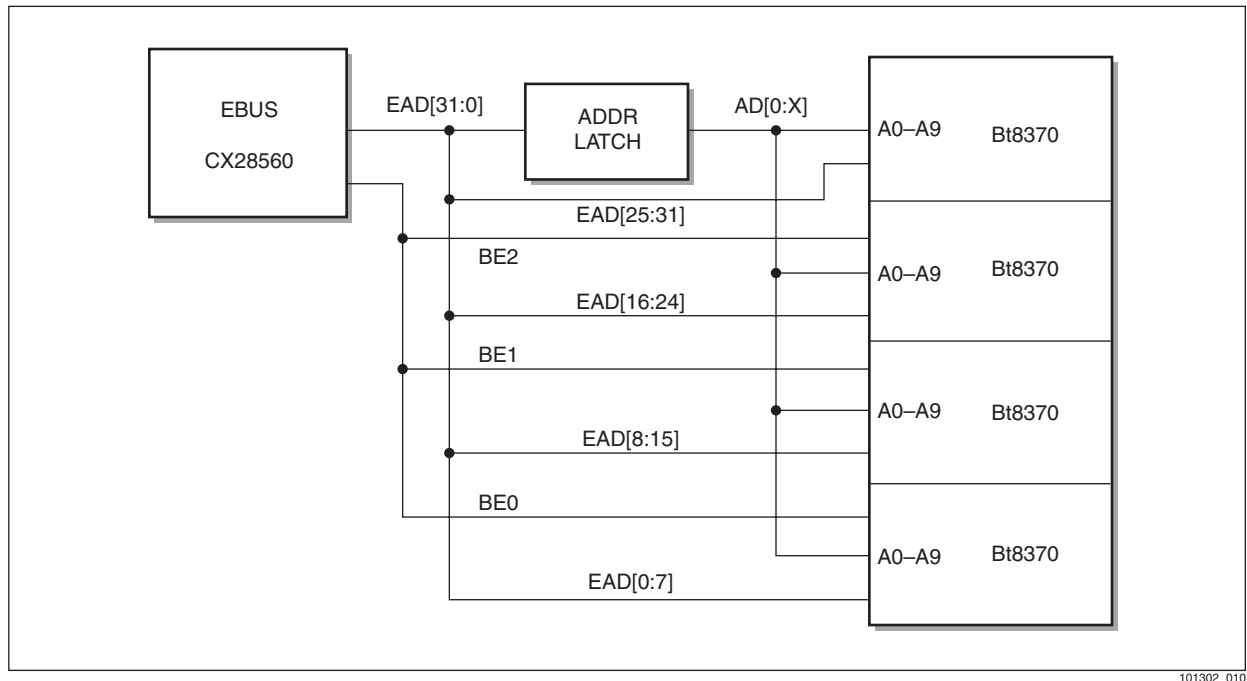 EBUS
CX28560
EAD[31:0]
ADDR
LATCH
AD[0:X]
A0–A9
Bt8370
EAD[25:31]
BE2
A0–A9
Bt8370
EAD[16:24]
BE1
A0–A9
Bt8370
EAD[8:15]
BE0
A0–A9
Bt8370
EAD[0:7]
101302_010